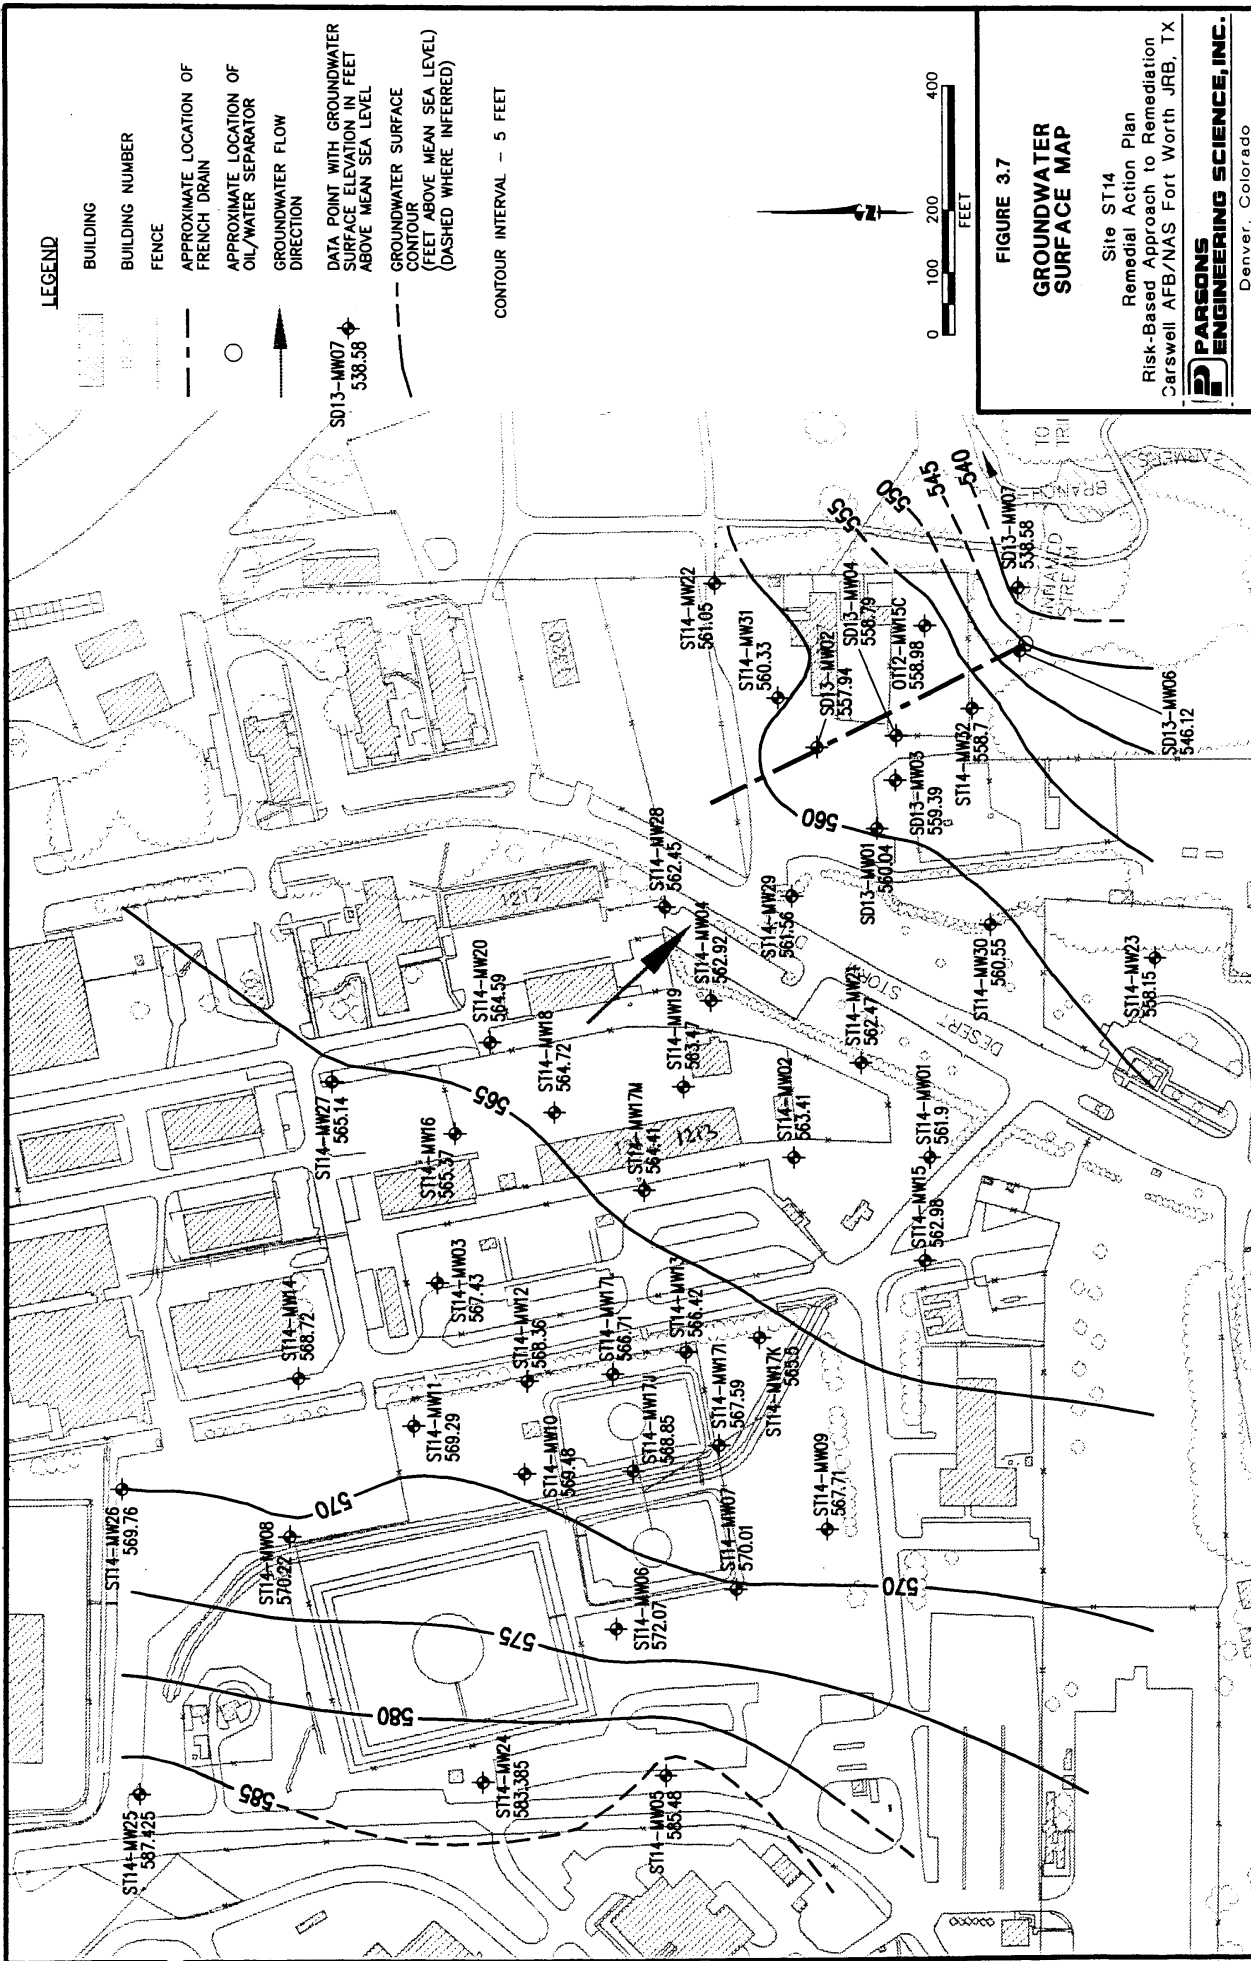 LEGEND
BUILDING
BUILDING NUMBER
FENCE
APPROXIMATE LOCATION OF
FRENCH DRAIN
APPROXIMATE LOCATION OF
OIL/WATER SEPARATOR
GROUNDWATER FLOW
DIRECTION
SD13-MW07
538.58
DATA POINT WITH GROUNDWATER
SURFACE ELEVATION IN FEET
ABOVE MEAN SEA LEVEL
GROUNDWATER SURFACE
CONTOUR
(FEET ABOVE MEAN SEA LEVEL)
(DASHED WHERE INFERRED)
CONTOUR INTERVAL - 5 FEET
0 100 200 400
FEET
FIGURE 3.7
GROUNDWATER
SURFACE MAP
Site ST14
Remedial Action Plan
Risk-Based Approach to Remediation
Carswell AFB/NAS Fort Worth JRB, TX
PARSONS
ENGINEERING SCIENCE, INC.
Denver, Colorado
ST14-MW25
587.425
ST14-MW26
569.76
ST14-MW08
570.22
ST14-MW14
568.72
ST14-MW27
565.14
ST14-MW11
569.29
ST14-MW03
567.43
ST14-MW16
565.37
ST14-MW20
564.59
ST14-MW24
583.385
ST14-MW10
569.48
ST14-MW12
568.36
ST14-MW18
564.72
ST14-MW06
572.07
ST14-MW17J
568.85
ST14-MW17L
566.71
ST14-MW17M
564.41
ST14-MW05
585.48
ST14-MW13
566.42
ST14-MW19
563.47
ST14-MW28
562.45
ST14-MW07
570.01
ST14-MW17I
567.59
ST14-MW04
562.92
ST14-MW22
561.05
ST14-MW17K
565.5
ST14-MW02
563.41
ST14-MW29
561.56
ST14-MW31
560.33
ST14-MW09
567.71
ST14-MW21
562.47
SD13-MW02
557.94
SD13-MW01
560.04
SD13-MW03
559.39
SD13-MW04
558.79
OT12-MW15C
558.98
ST14-MW15
562.98
ST14-MW01
561.9
ST14-MW30
560.55
ST14-MW32
558.7
SD13-MW07
538.58
SD13-MW06
546.12
ST14-MW23
558.15
585
580
575
570
570
565
560
555
550
545
540
1217
1213
1320
DESERT
STORM
UNNAMED
STREAM
FARMERS
BRANCH
TO